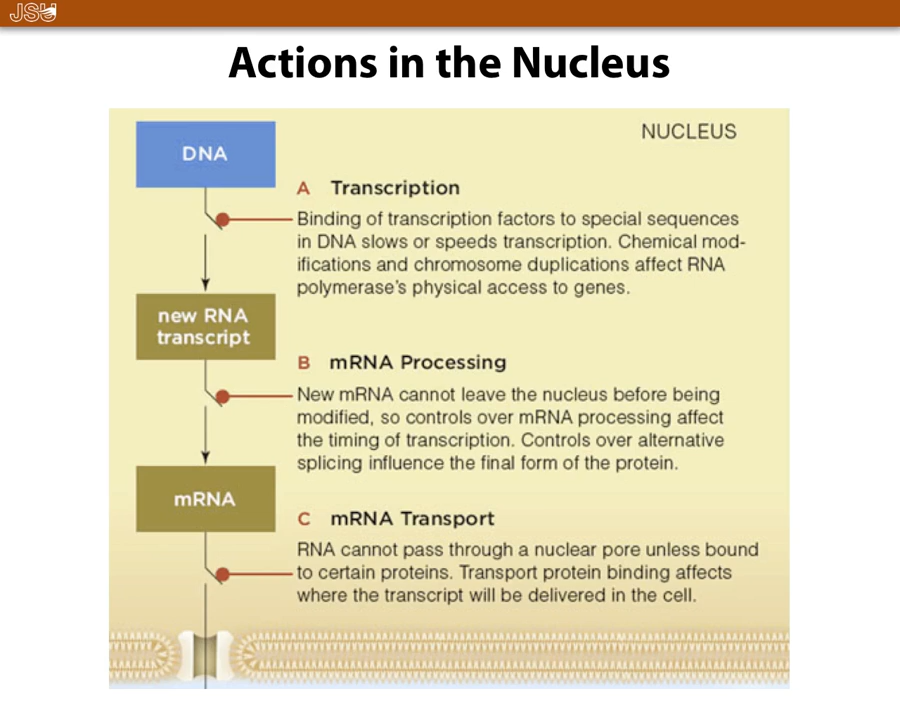 JSU
Actions in the Nucleus
NUCLEUS
DNA
A Transcription
Binding of transcription factors to special sequences
in DNA slows or speeds transcription. Chemical mod-
ifications and chromosome duplications affect RNA
polymerase's physical access to genes.
new RNA
transcript
B mRNA Processing
New mRNA cannot leave the nucleus before being
modified, so controls over mRNA processing affect
the timing of transcription. Controls over alternative
splicing influence the final form of the protein.
mRNA
C mRNA Transport
RNA cannot pass through a nuclear pore unless bound
to certain proteins. Transport protein binding affects
where the transcript will be delivered in the cell.